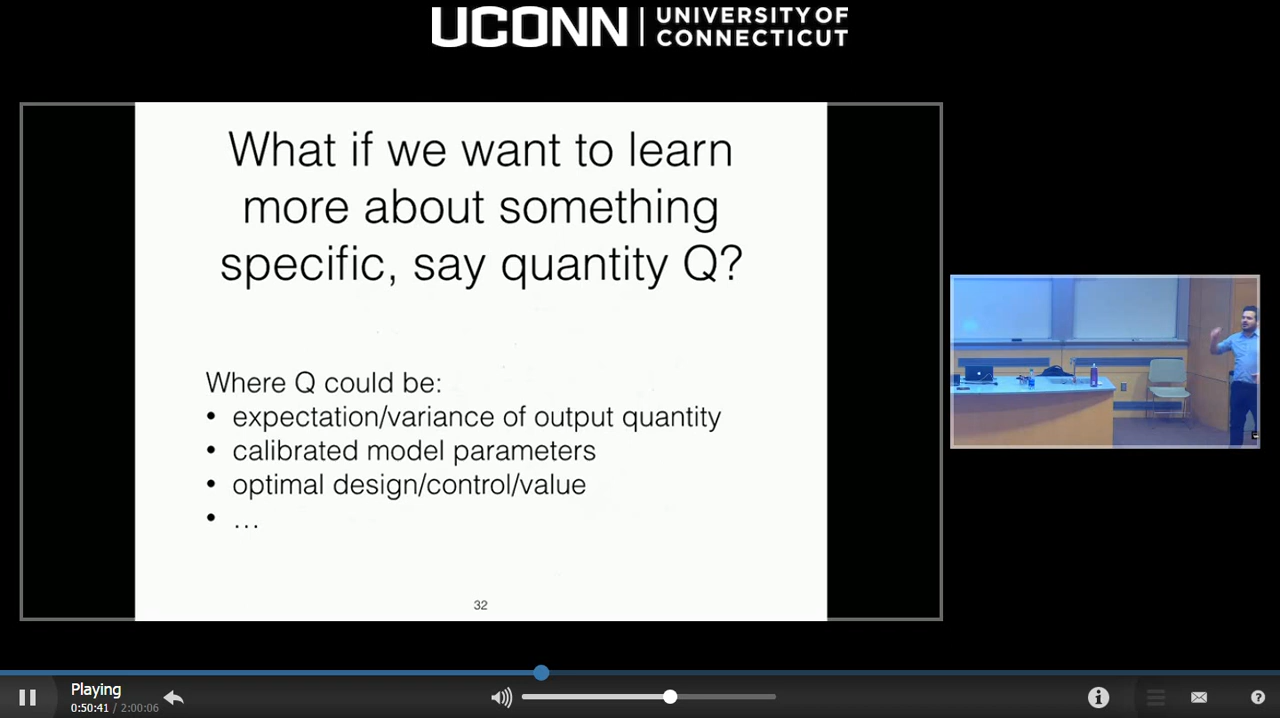 UCONN
UNIVERSITY OF
CONNECTICUT
What if we want to learn
more about something
specific, say quantity Q?
Where Q could be:
• expectation/variance of output quantity
• calibrated model parameters
• optimal design/control/value
• …
32
Playing
0:50:41 / 2:00:06